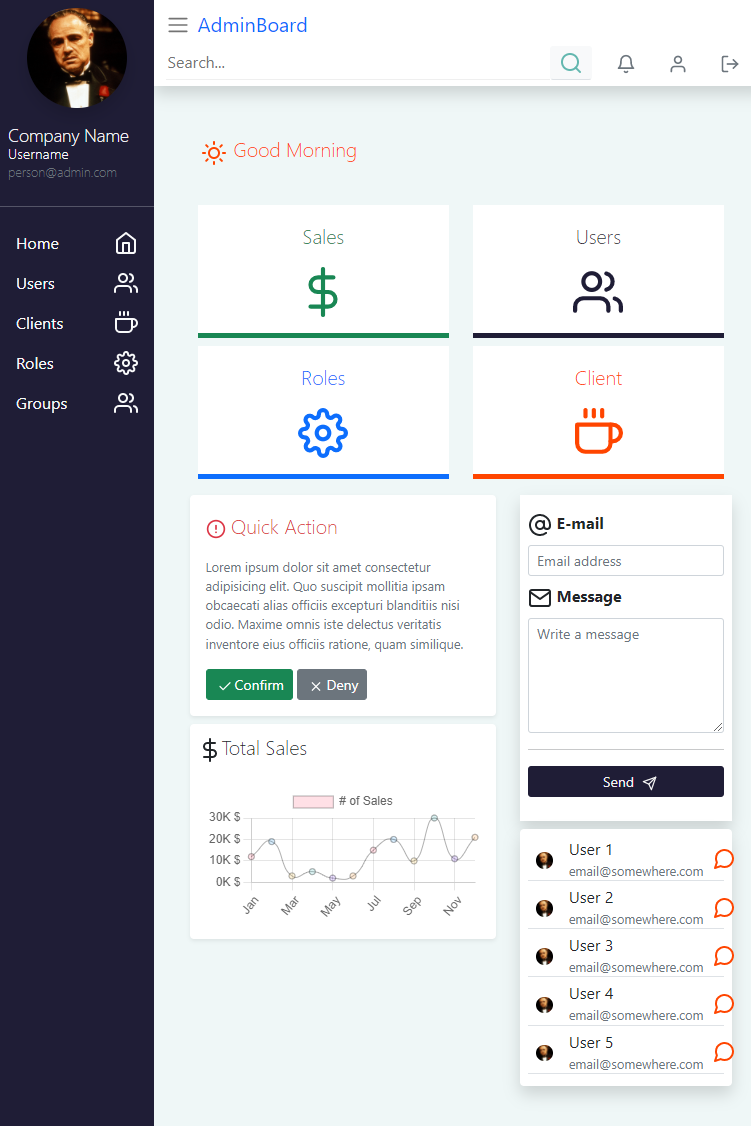 Company Name
Username
person@admin.com
Home
Users
Clients
Roles
Groups
AdminBoard
Search...
Good Morning
Sales
Users
Roles
Client
Quick Action
Lorem ipsum dolor sit amet consectetur
adipisicing elit. Quo suscipit mollitia ipsam
obcaecati alias officiis excepturi blanditiis nisi
odio. Maxime omnis iste delectus veritatis
inventore eius officiis ratione, quam similique.
Confirm
Deny
Total Sales
# of Sales
30K $
20K $
10K $
0K $
Jan
Mar
May
Jul
Sep
Nov
E-mail
Email address
Message
Write a message
Send
User 1
email@somewhere.com
User 2
email@somewhere.com
User 3
email@somewhere.com
User 4
email@somewhere.com
User 5
email@somewhere.com